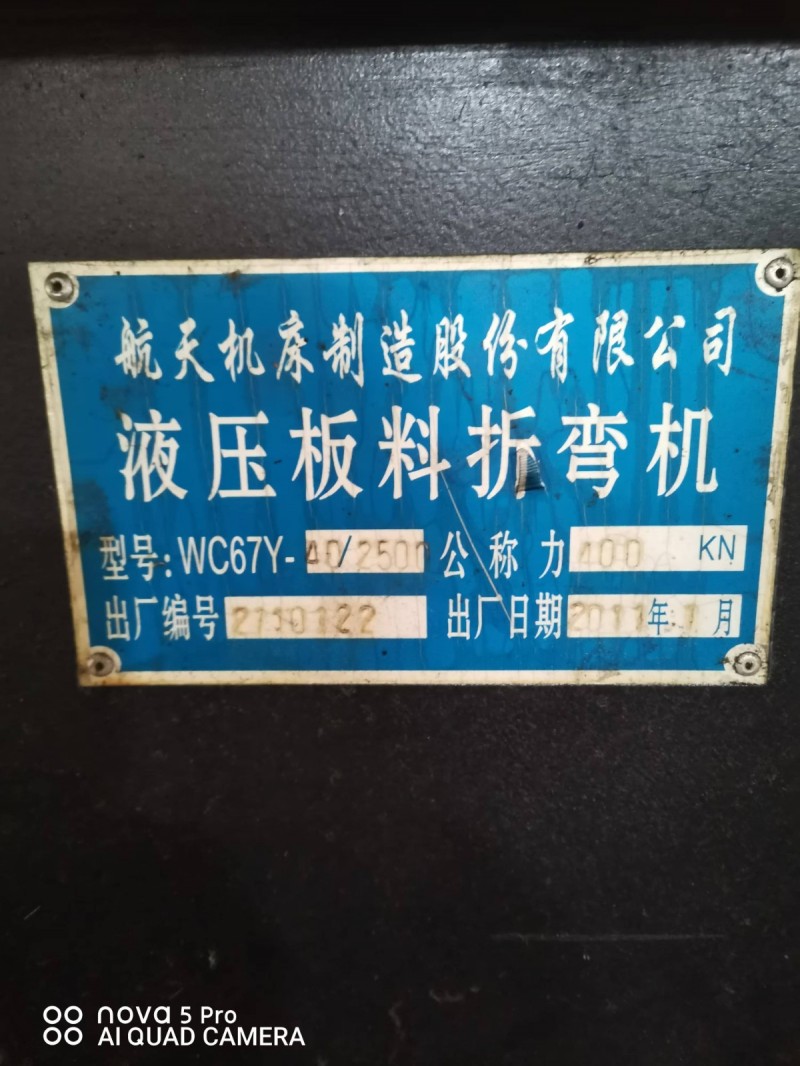 航天机床制造股份有限公司
液压板料折弯机
型号:WC67Y-40/2500 公称力 400 KN
出厂编号 2110122 出厂日期 2011年 1月
nova 5 Pro
AI QUAD CAMERA